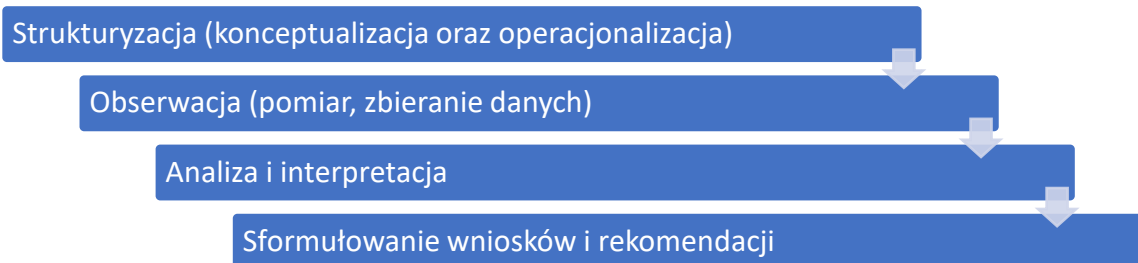 Strukturyzacja (konceptualizacja oraz operacjonalizacja)
Obserwacja (pomiar, zbieranie danych)
Analiza i interpretacja
Sformułowanie wniosków i rekomendacji